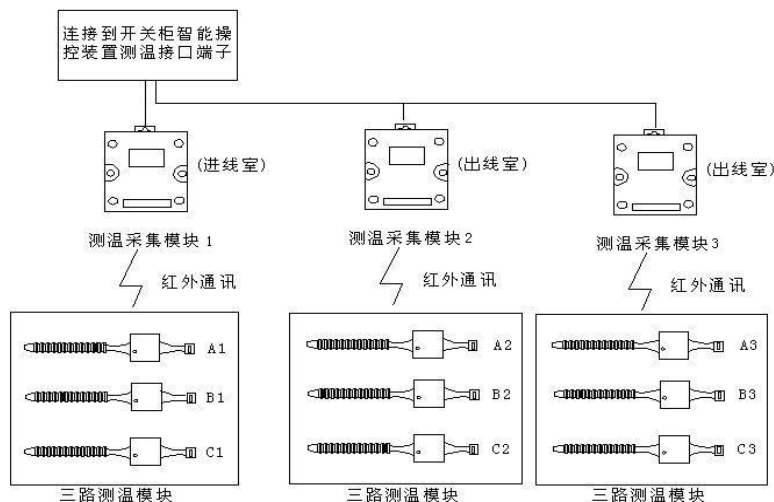 连接到开关柜智能操
控装置测温接口端子
(进线室)
(出线室)
(出线室)
测温采集模块1
测温采集模块2
测温采集模块3
红外通讯
红外通讯
红外通讯
A1
B1
C1
A2
B2
C2
A3
B3
C3
三路测温模块
三路测温模块
三路测温模块